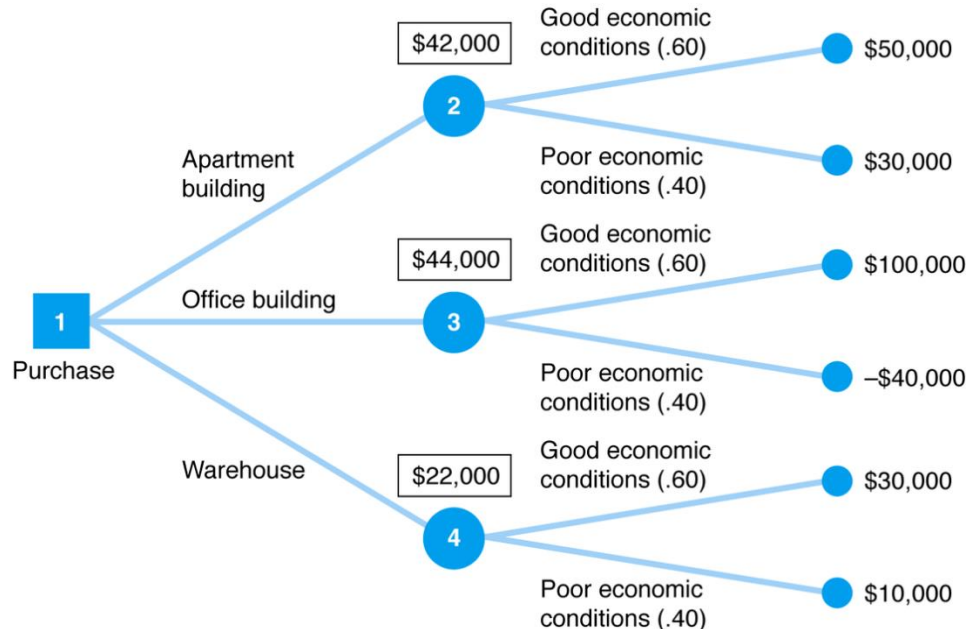 Good economic
conditions (.60)
$42,000
$50,000
2
Apartment
building
Poor economic
conditions (.40)
$30,000
Good economic
conditions (.60)
$44,000
$100,000
Office building
1
3
Purchase
Poor economic
conditions (.40)
–$40,000
Good economic
conditions (.60)
Warehouse
$22,000
$30,000
4
Poor economic
conditions (.40)
$10,000